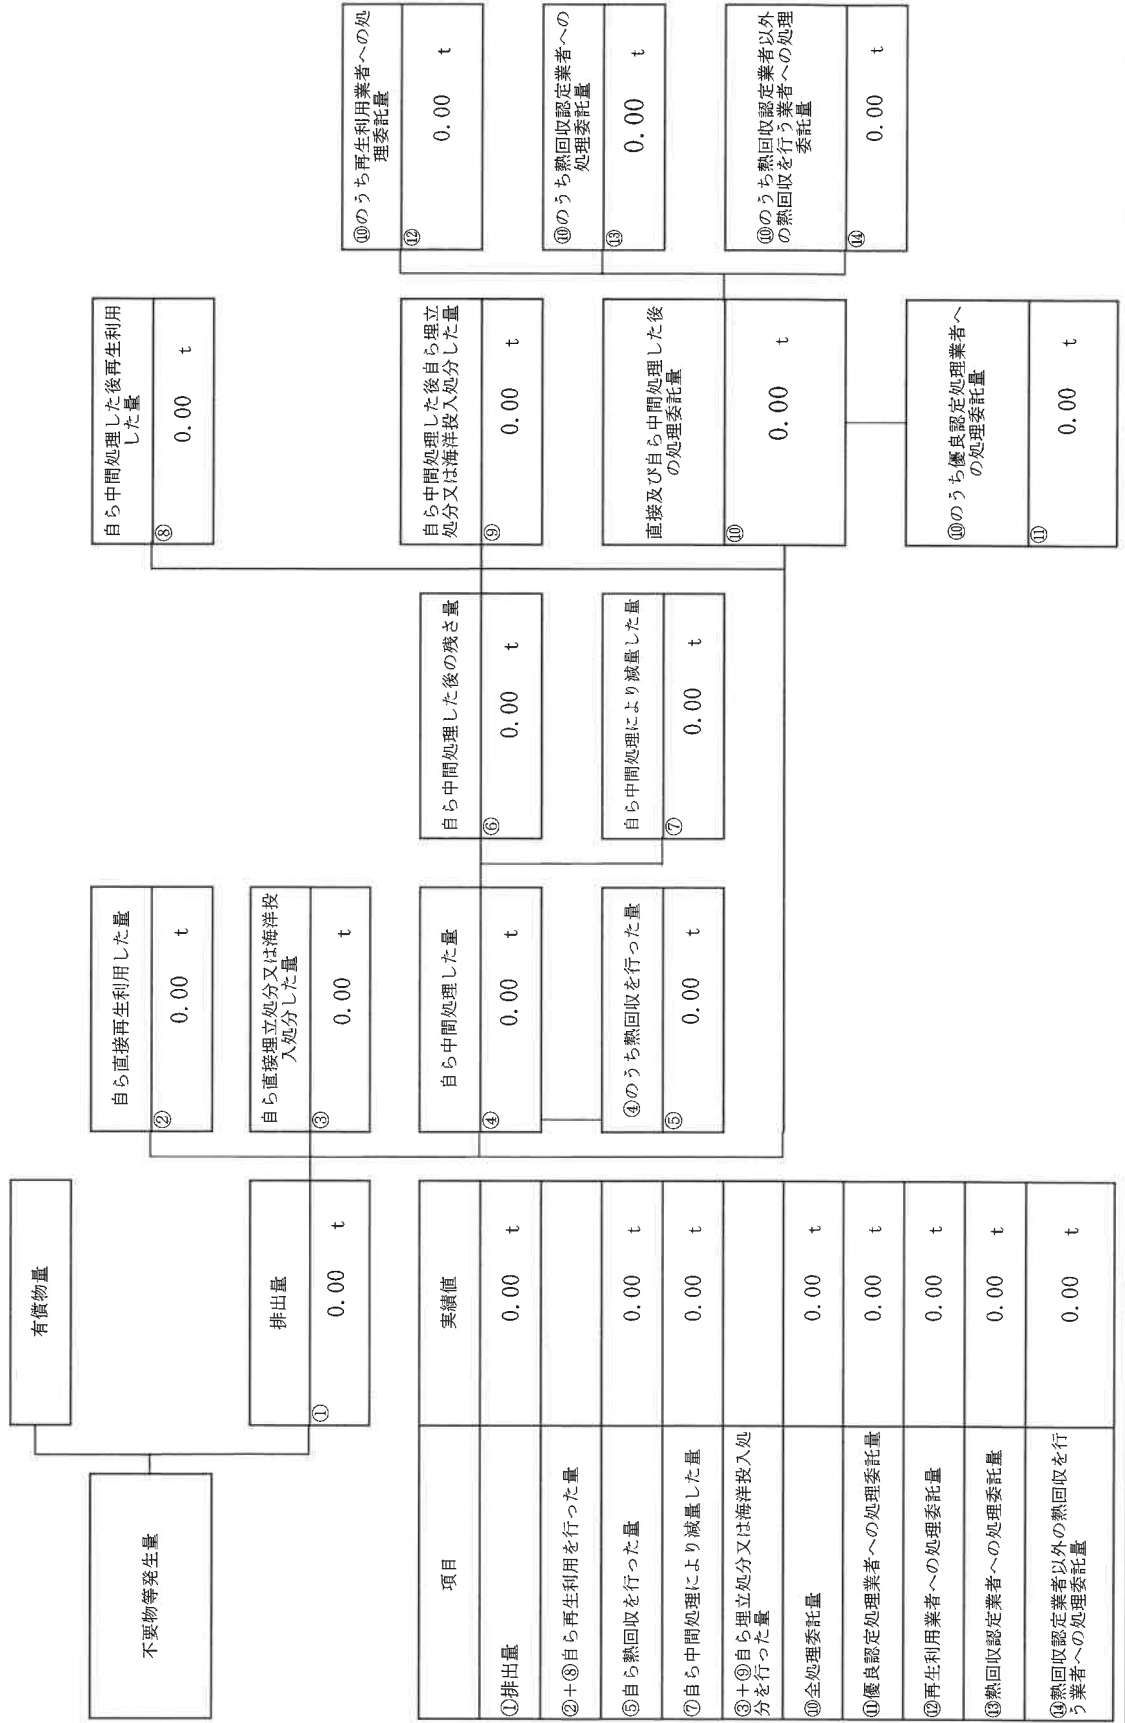 不要物等発生量
有償物量
排出量
①
0.00 t
自ら直接再生利用した量
②
0.00 t
自ら直接埋立処分又は海洋投
入処分した量
③
0.00 t
自ら中間処理した量
④
0.00 t
④のうち熱回収を行った量
⑤
0.00 t
自ら中間処理した後の残さ量
⑥
0.00 t
自ら中間処理により減量した量
⑦
0.00 t
自ら中間処理した後再生利用
した量
⑧
0.00 t
自ら中間処理した後自ら埋立
処分又は海洋投入処分した量
⑨
0.00 t
直接及び自ら中間処理した後
の処理委託量
⑩
0.00 t
⑩のうち優良認定処理業者へ
の処理委託量
⑪
0.00 t
⑩のうち再生利用業者への処
理委託量
⑫
0.00 t
⑩のうち熱回収認定業者への
処理委託量
⑬
0.00 t
⑩のうち熱回収認定業者以外
の熱回収を行う業者への処理
委託量
⑭
0.00 t
項目 実績値
①排出量 0.00 t
②+⑧自ら再生利用を行った量
⑤自ら熱回収を行った量 0.00 t
⑦自ら中間処理により減量した量 0.00 t
③+⑨自ら埋立処分又は海洋投入処
分を行った量
⑩全処理委託量 0.00 t
⑪優良認定処理業者への処理委託量 0.00 t
⑫再生利用業者への処理委託量 0.00 t
⑬熱回収認定業者への処理委託量 0.00 t
⑭熱回収認定業者以外の熱回収を行
う業者への処理委託量 0.00 t